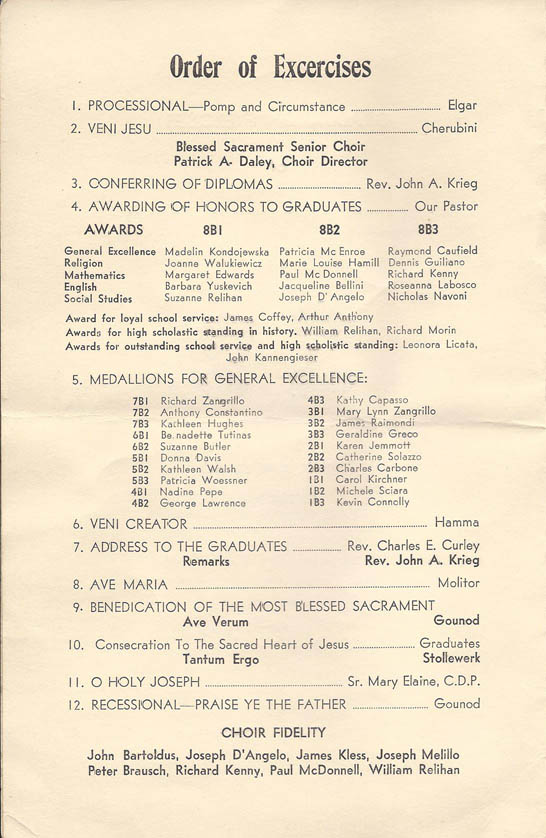 Order of Excercises
1. PROCESSIONAL—Pomp and Circumstance ........ Elgar
2. VENI JESU ........ Cherubini
Blessed Sacrament Senior Choir
Patrick A- Daley, Choir Director
3. CONFERRING OF DIPLOMAS ........ Rev. John A. Krieg
4. AWARDING OF HONORS TO GRADUATES ........ Our Pastor
AWARDS 8B1 8B2 8B3
General Excellence Madelin Kondojewska Patricia Mc Enroe Raymond Caufield
Religion Joanne Walukiewicz Marie Louise Hamill Dennis Guiliano
Mathematics Margaret Edwards Paul Mc Donnell Richard Kenny
English Barbara Yuskevich Jacqueline Bellini Roseanna Labosco
Social Studies Suzanne Relihan Joseph D'Angelo Nicholas Navoni
Award for loyal school service: James Coffey, Arthur Anthony
Awards for high scholastic standing in history. William Relihan, Richard Morin
Awards for outstanding school service and high scholistic standing: Leonora Licata,
John Kannengieser
5. MEDALLIONS FOR GENERAL EXCELLENCE:
7B1 Richard Zangrillo 4B3 Kathy Capasso
7B2 Anthony Constantino 3B1 Mary Lynn Zangrillo
7B3 Kathleen Hughes 3B2 James Raimondi
6B1 Be.nadette Tutinas 3B3 Geraldine Greco
6B2 Suzanne Butler 2B1 Karen Jemmott
5B1 Donna Davis 2B2 Catherine Solazzo
5B2 Kathleen Walsh 2B3 Charles Carbone
5B3 Patricia Woessner 1B1 Carol Kirchner
4B1 Nadine Pepe 1B2 Michele Sciara
4B2 George Lawrence 1B3 Kevin Connolly
6. VENI CREATOR ........ Hamma
7. ADDRESS TO THE GRADUATES ........ Rev. Charles E. Curley
Remarks Rev. John A. Krieg
8. AVE MARIA ........ Molitor
9. BENEDICATION OF THE MOST BLESSED SACRAMENT
Ave Verum Gounod
10. Consecration To The Sacred Heart of Jesus ........ Graduates
Tantum Ergo Stollewerk
11. O HOLY JOSEPH ........ Sr. Mary Elaine, C.D.P.
12. RECESSIONAL—PRAISE YE THE FATHER ........ Gounod
CHOIR FIDELITY
John Bartoldus, Joseph D'Angelo, James Kless, Joseph Melillo
Peter Brausch, Richard Kenny, Paul McDonnell, William Relihan